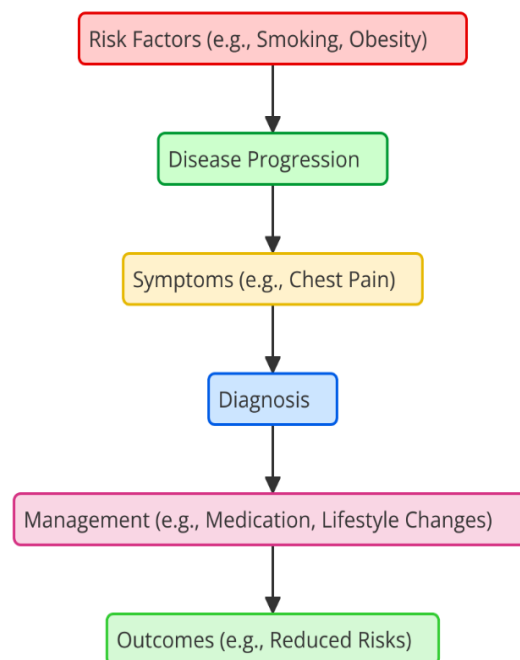 Risk Factors (e.g., Smoking, Obesity)
Disease Progression
Symptoms (e.g., Chest Pain)
Diagnosis
Management (e.g., Medication, Lifestyle Changes)
Outcomes (e.g., Reduced Risks)